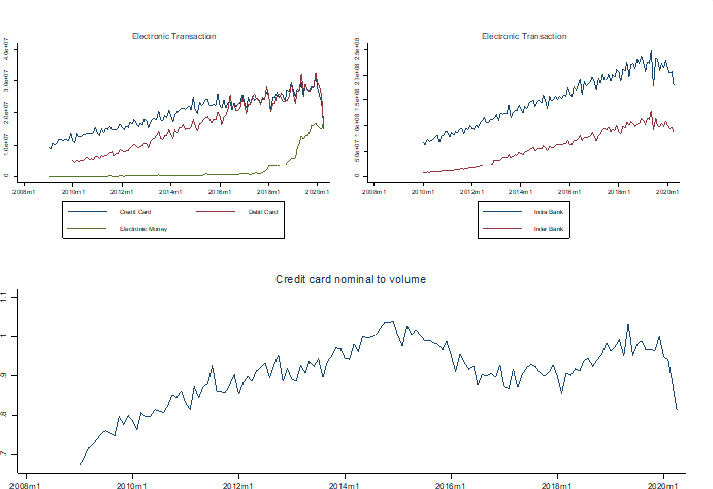 Electronic Transaction
4.0e+07
3.0e+07
2.0e+07
1.0e+07
0
2008m1 2010m1 2012m1 2014m1 2016m1 2018m1 2020m1
Credit Card Debit Card
Electronic Money
Electronic Transaction
2.5e+08
2.0e+08
1.5e+08
1.0e+08
5.0e+07
0
2008m1 2010m1 2012m1 2014m1 2016m1 2018m1 2020m1
Intra Bank
Inter Bank
Credit card nominal to volume
1.1
1
.9
.8
.7
2008m1 2010m1 2012m1 2014m1 2016m1 2018m1 2020m1